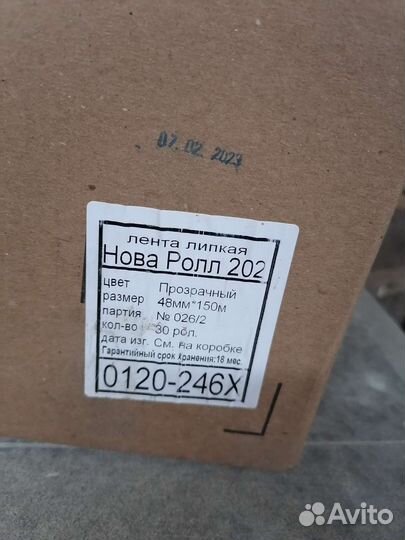 07.02.2023
лента липкая
Нова Ролл 202
цвет Прозрачный
размер 48мм*150м
партия № 026/2
кол-во 30 рол.
дата изг. См. на коробке
Гарантийный срок хранения:18 мес.
0120-246X
Avito